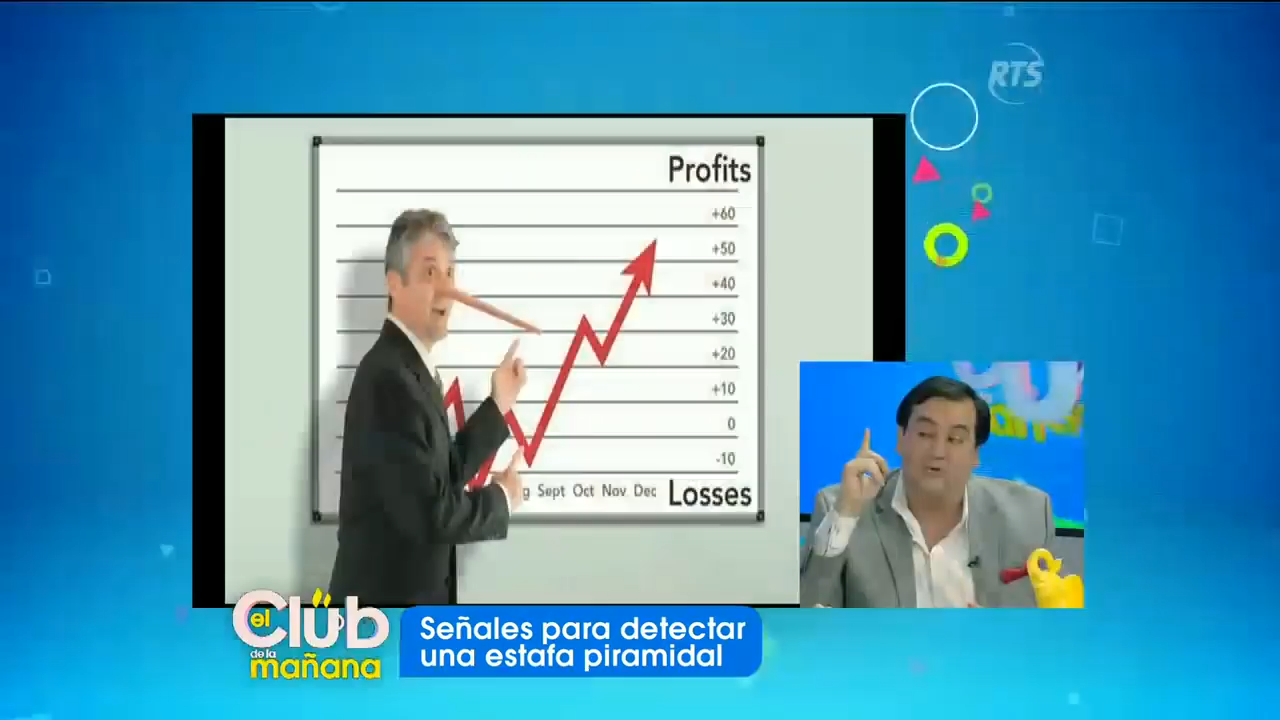 RTS
Profits
+60
+50
+40
+30
+20
+10
0
-10
g Sept Oct Nov Dec
Losses
el Clüb
de la
mañana
Señales para detectar
una estafa piramidal